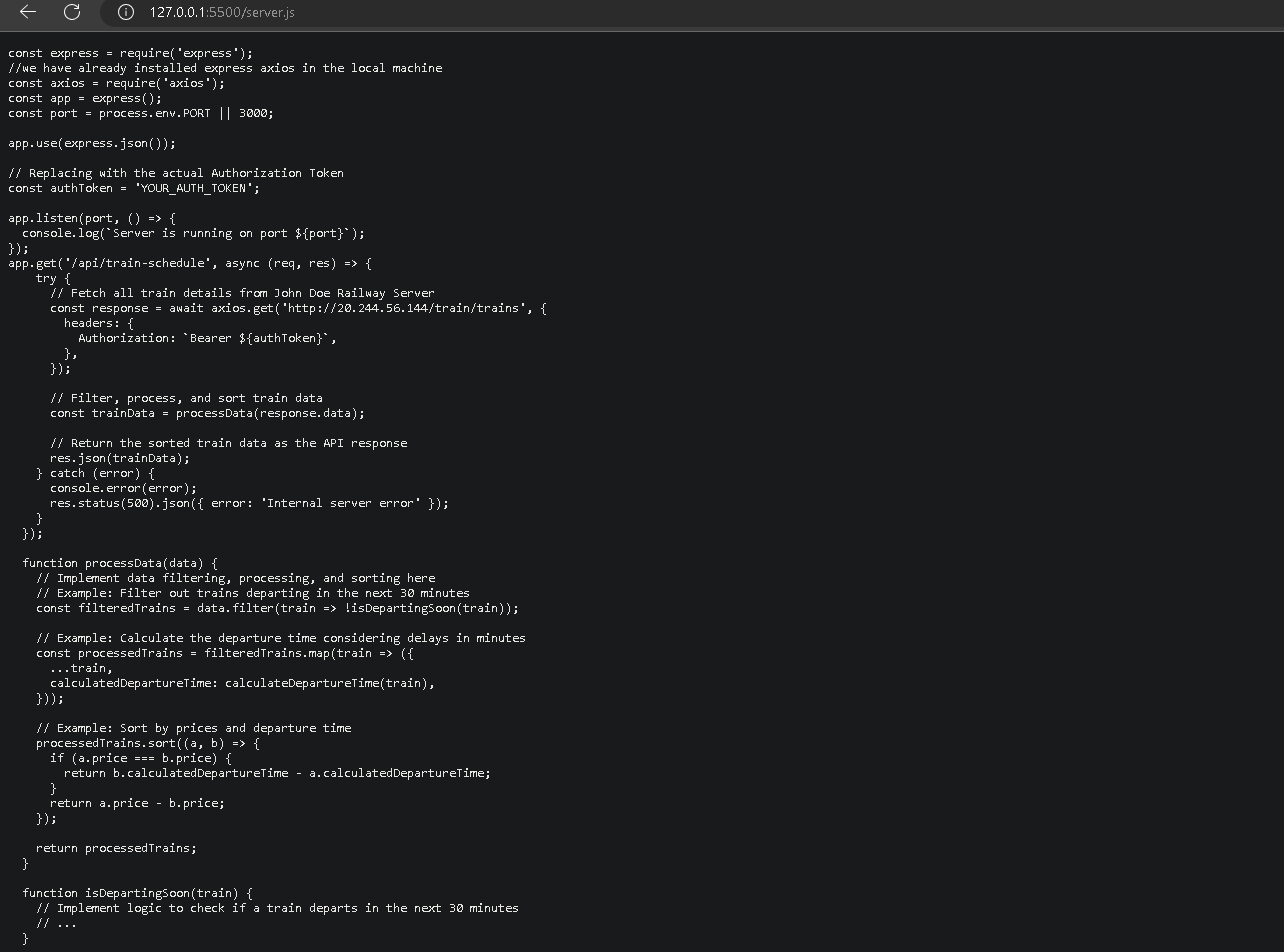 127.0.0.1:5500/server.js
const express = require('express');
//we have already installed express axios in the local machine
const axios = require('axios');
const app = express();
const port = process.env.PORT || 3000;
app.use(express.json());
// Replacing with the actual Authorization Token
const authToken = 'YOUR_AUTH_TOKEN';
app.listen(port, () => {
  console.log(`Server is running on port ${port}`);
});
app.get('/api/train-schedule', async (req, res) => {
    try {
      // Fetch all train details from John Doe Railway Server
      const response = await axios.get('http://20.244.56.144/train/trains', {
        headers: {
          Authorization: `Bearer ${authToken}`,
        },
      });
      // Filter, process, and sort train data
      const trainData = processData(response.data);
      // Return the sorted train data as the API response
      res.json(trainData);
    } catch (error) {
      console.error(error);
      res.status(500).json({ error: 'Internal server error' });
    }
  });
  function processData(data) {
    // Implement data filtering, processing, and sorting here
    // Example: Filter out trains departing in the next 30 minutes
    const filteredTrains = data.filter(train => !isDepartingSoon(train));
    // Example: Calculate the departure time considering delays in minutes
    const processedTrains = filteredTrains.map(train => ({
      ...train,
      calculatedDepartureTime: calculateDepartureTime(train),
    }));
    // Example: Sort by prices and departure time
    processedTrains.sort((a, b) => {
      if (a.price === b.price) {
        return b.calculatedDepartureTime - a.calculatedDepartureTime;
      }
      return a.price - b.price;
    });
    return processedTrains;
  }
  function isDepartingSoon(train) {
    // Implement logic to check if a train departs in the next 30 minutes
    // ...
  }